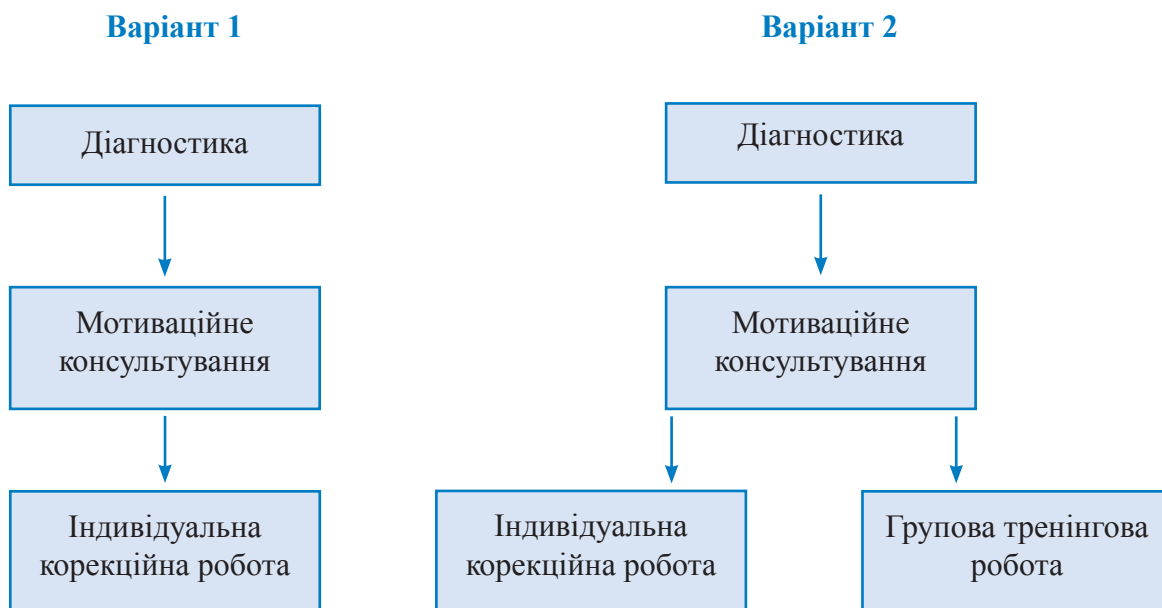 Варіант 1
Діагностика
Мотиваційне
консультування
Індивідуальна
корекційна робота
Варіант 2
Діагностика
Мотиваційне
консультування
Індивідуальна
корекційна робота
Групова тренінгова
робота